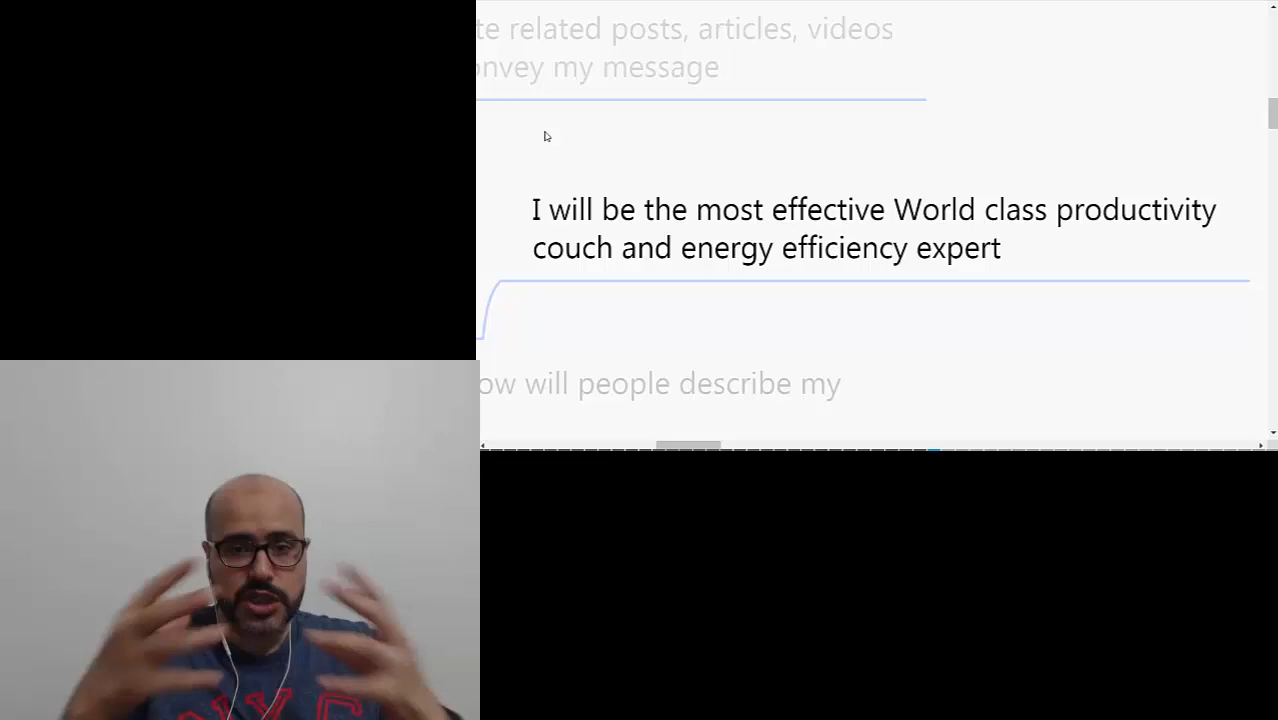 te related posts, articles, videos
onvey my message
I will be the most effective World class productivity
couch and energy efficiency expert
ow will people describe my
NYC